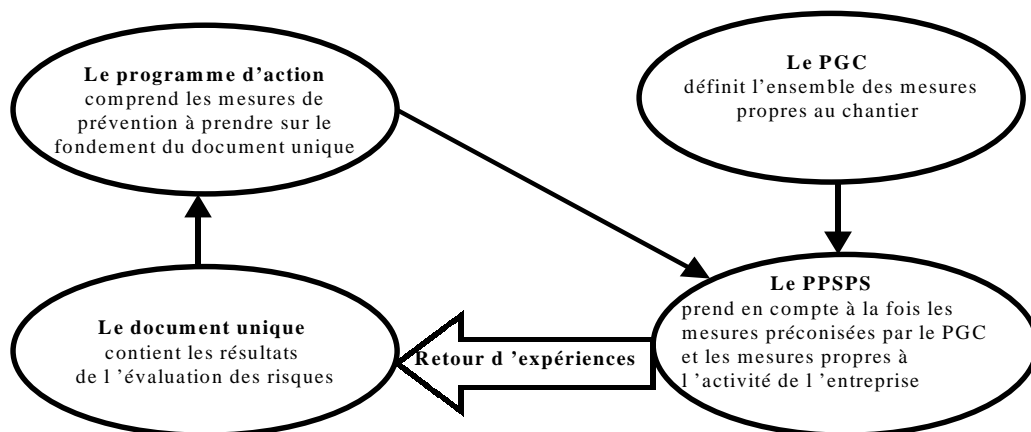 Le programme d’action
comprend les mesures de
prévention à prendre sur le
fondement du document unique
Le PGC
définit l’ensemble des mesures
propres au chantier
Le document unique
contient les résultats
de l ’évaluation des risques
Retour d ’expériences
Le PPSPS
prend en compte à la fois les
mesures préconisées par le PGC
et les mesures propres à
l ’activité de l ’entreprise